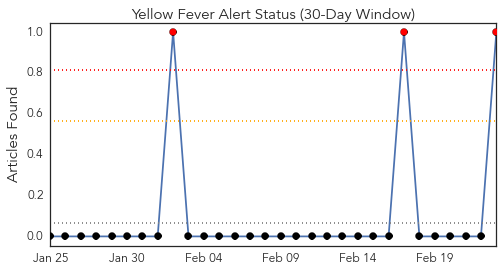 Yellow Fever Alert Status (30-Day Window)
Articles Found
1.0
0.8
0.6
0.4
0.2
0.0
Jan 25 Jan 30 Feb 04 Feb 09 Feb 14 Feb 19